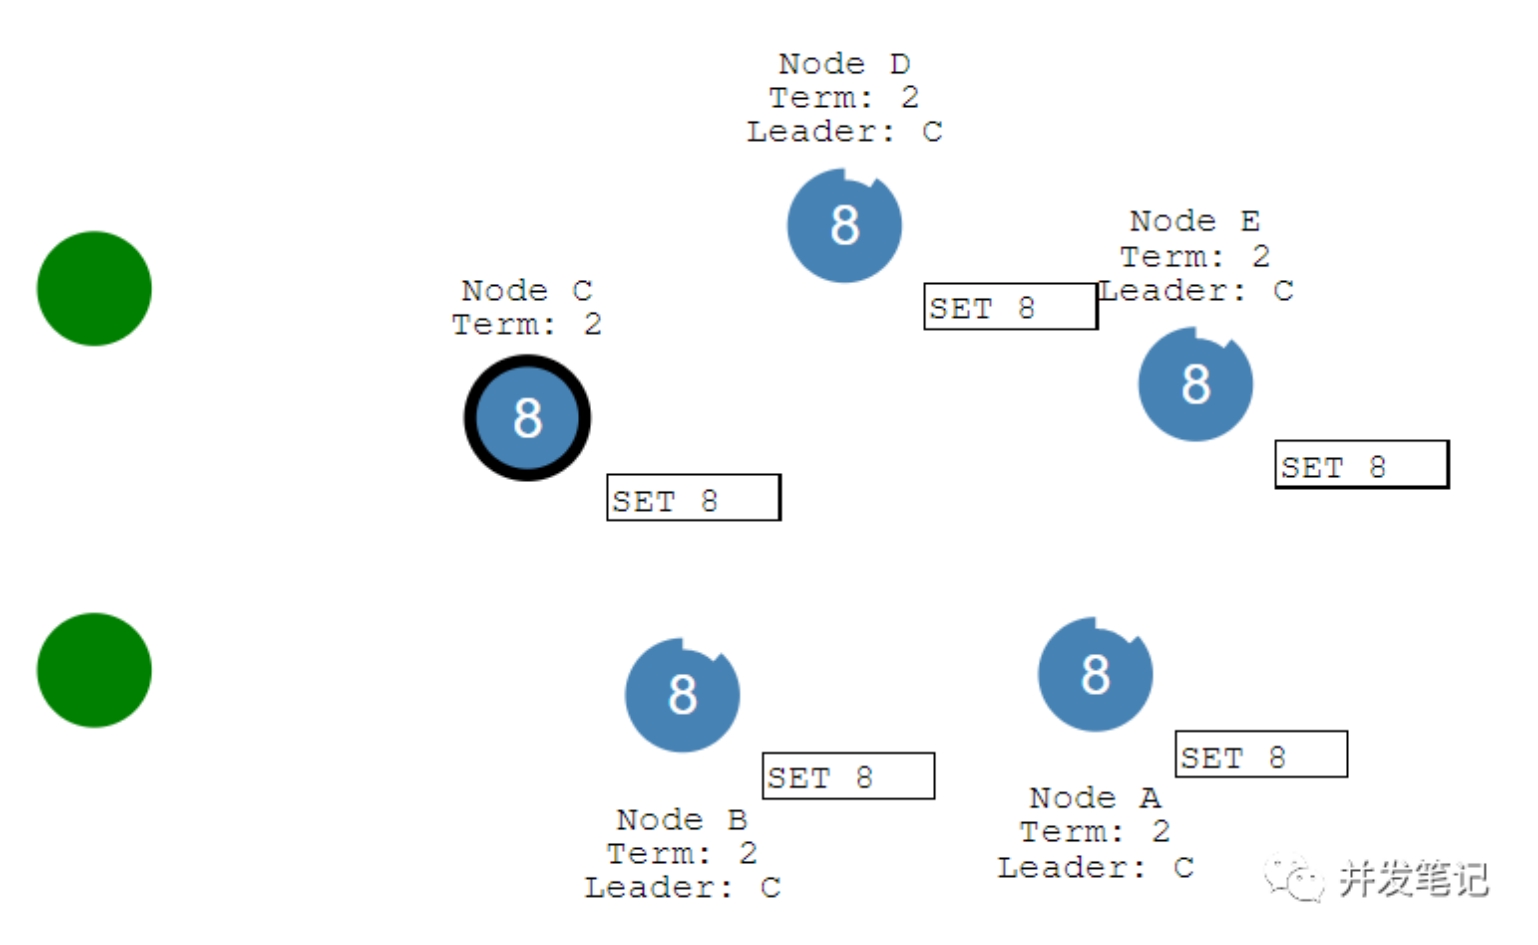 Node D
Term: 2
Leader: C
8
SET 8
Node E
Term: 2
Leader: C
8
SET 8
Node C
Term: 2
8
SET 8
8
SET 8
Node B
Term: 2
Leader: C
8
SET 8
Node A
Term: 2
Leader: C
并发笔记